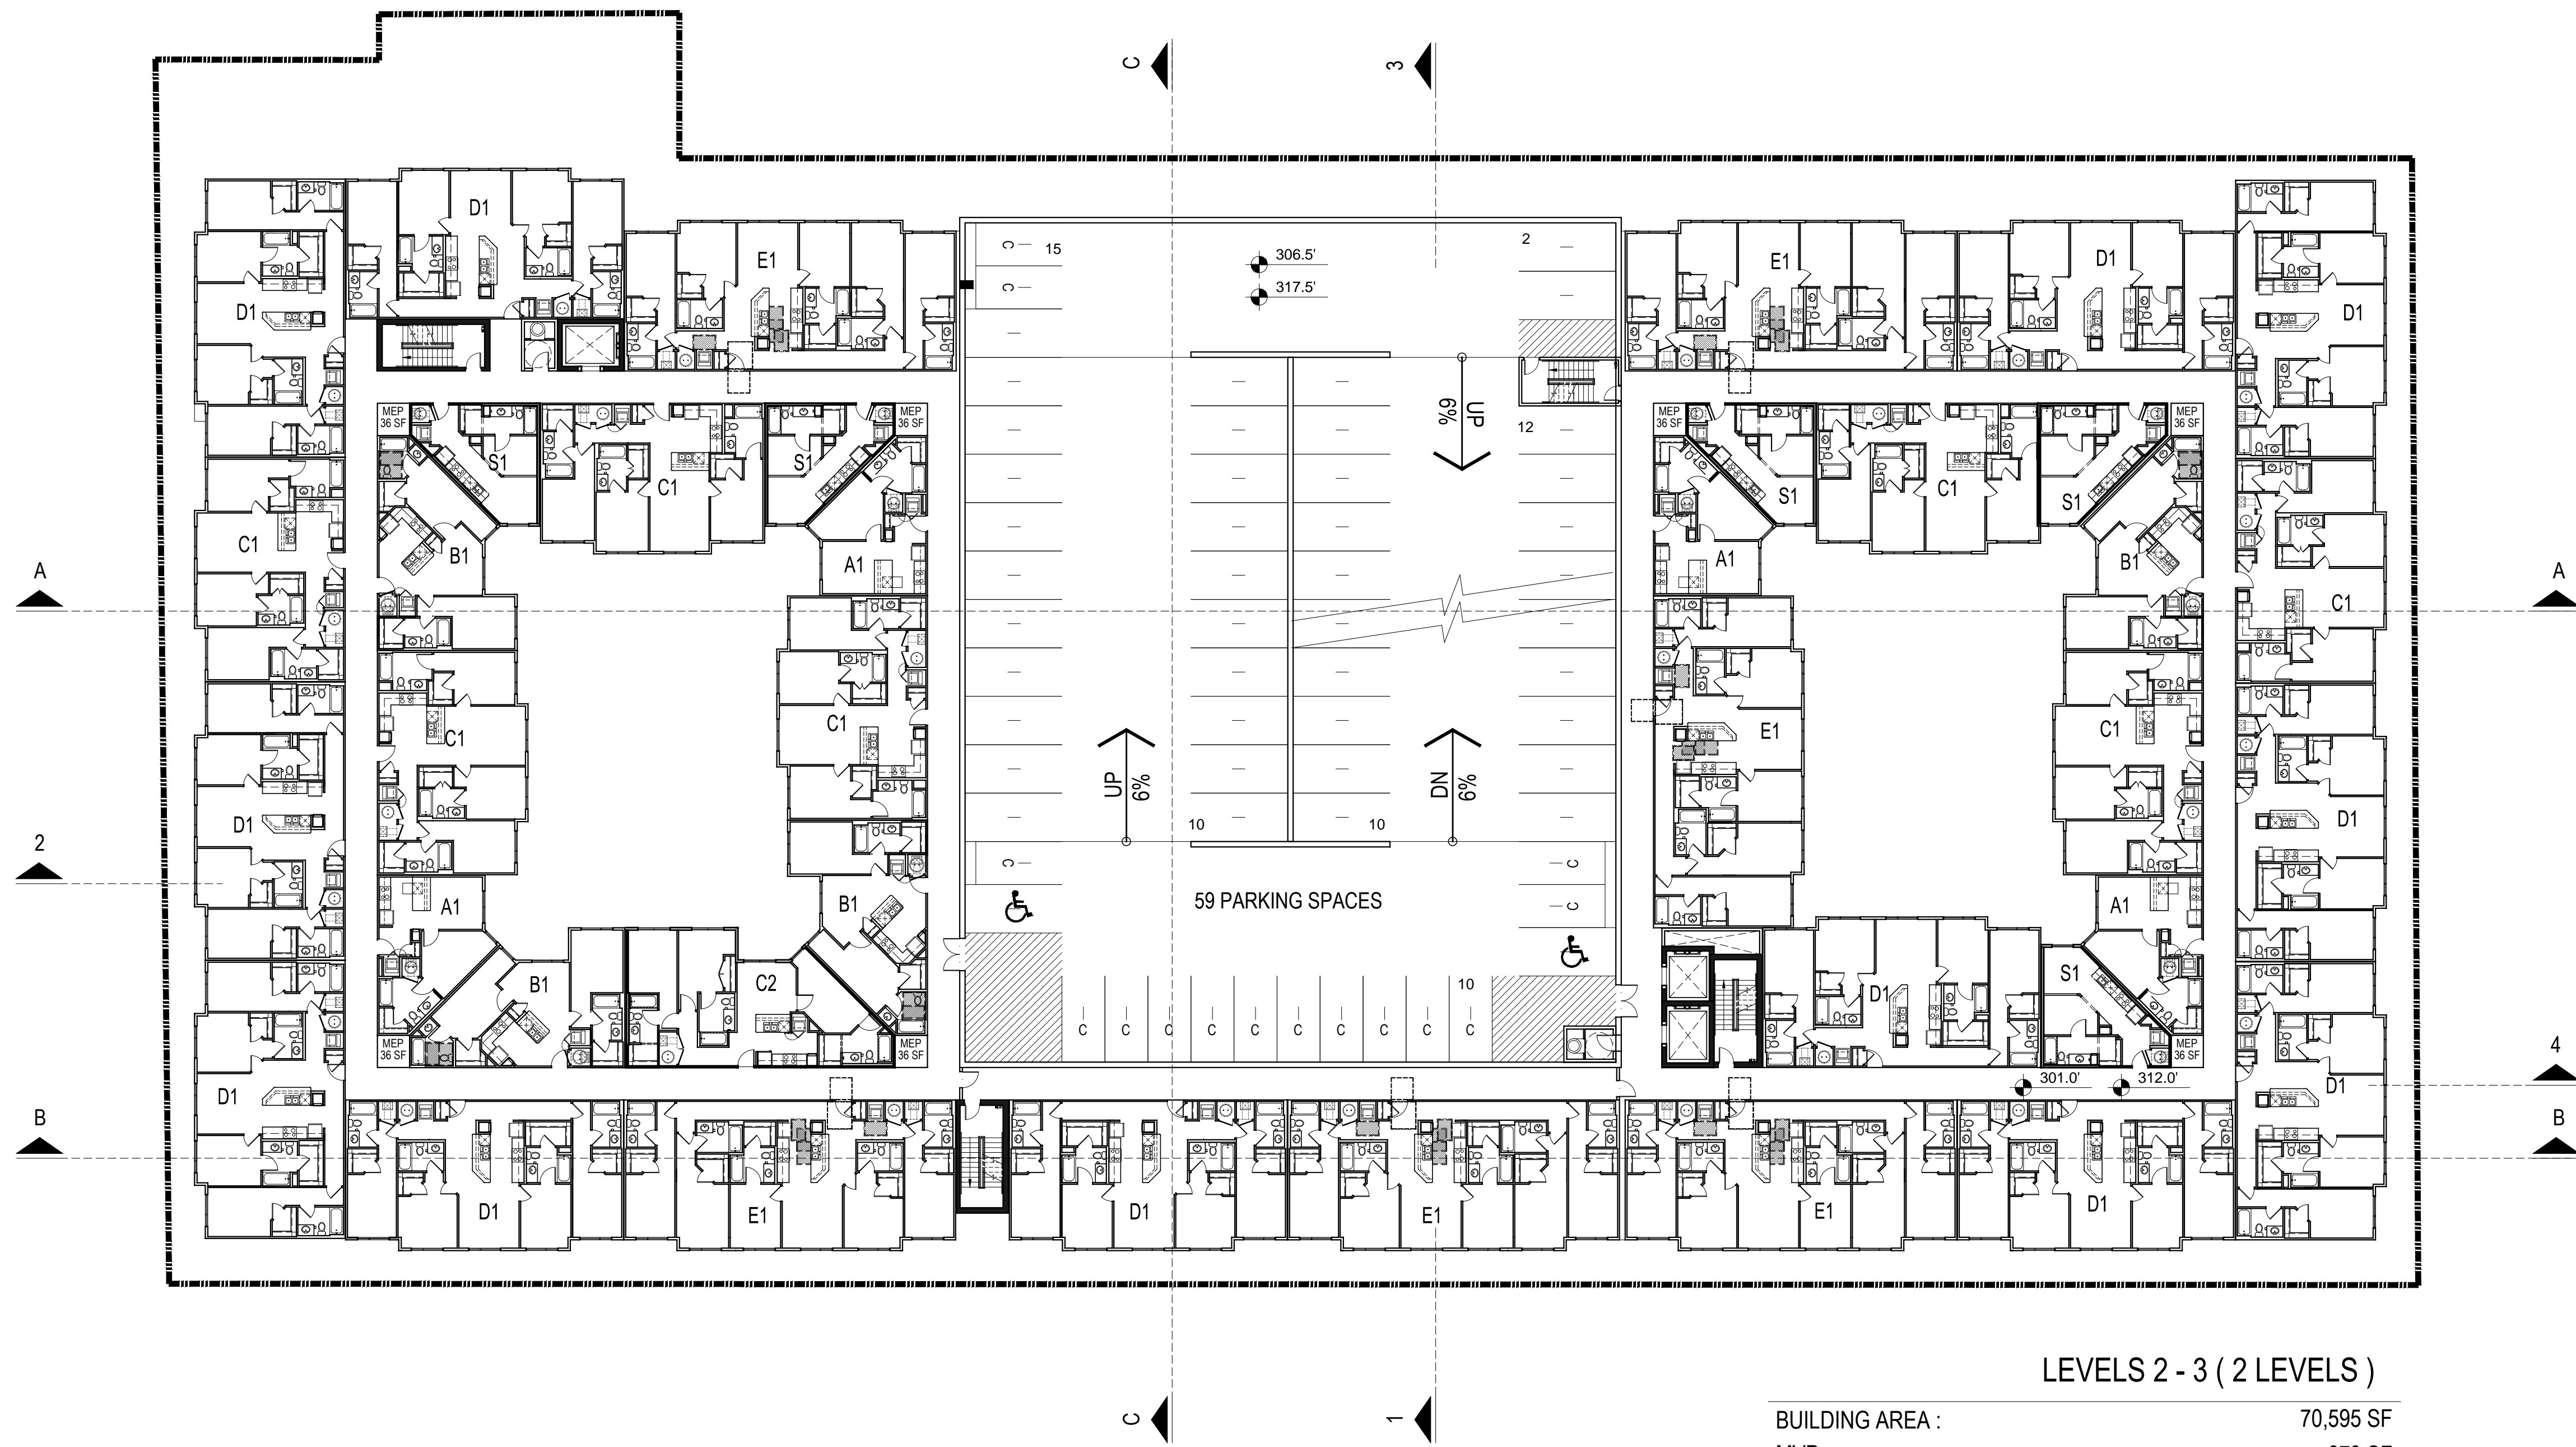 C
3
D1
E1
C
15
2
306.5'
C
317.5'
E1
D1
D1
D1
UP
6%
12
MEP
36 SF
MEP
36 SF
MEP
36 SF
MEP
36 SF
S1
S1
C1
S1
C1
S1
C1
B1
A1
A1
B1
C1
A
A
C1
C1
E1
C1
UP
6%
DN
6%
D1
10
10
D1
2
C
C
A1
B1
59 PARKING SPACES
C
A1
B1
C2
10
D1
S1
C
C
C
C
C
C
C
C
C
C
MEP
36 SF
MEP
36 SF
MEP
36 SF
4
301.0'
312.0'
D1
D1
B
B
D1
E1
D1
E1
E1
D1
LEVELS 2 - 3 ( 2 LEVELS )
C
1
BUILDING AREA :
70,595 SF